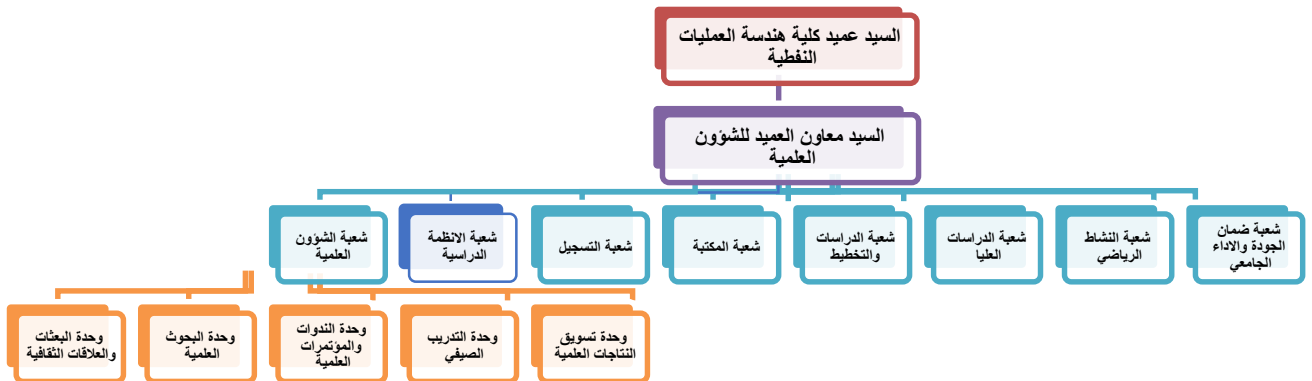 السيد عميد كلية هندسة العمليات
النفطية
السيد معاون العميد للشؤون
العلمية
شعبة ضمان
الجودة والاداء
الجامعي
شعبة النشاط
الرياضي
شعبة الدراسات
العليا
شعبة الدراسات
والتخطيط
شعبة المكتبة
شعبة التسجيل
شعبة الانظمة
الدراسية
شعبة الشؤون
العلمية
وحدة تسويق
النتاجات العلمية
وحدة التدريب
الصيفي
وحدة الندوات
والمؤتمرات
العلمية
وحدة البحوث
العلمية
وحدة البعثات
والعلاقات الثقافية